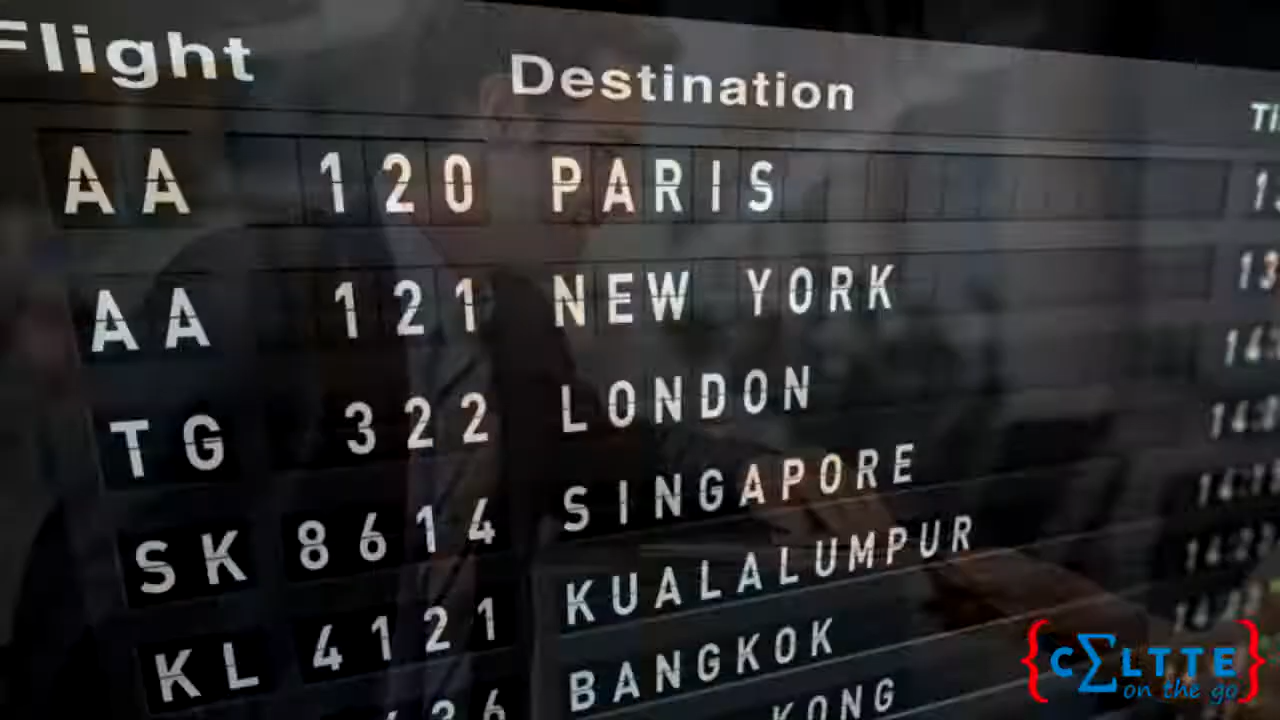 Flight Destination
AA 120 PARIS
AA 121 NEW YORK
TG 322 LONDON
SK 8614 SINGAPORE
KL 4121 KUALALUMPUR
BANGKOK
KONG
{CΣLTTE}
on the go